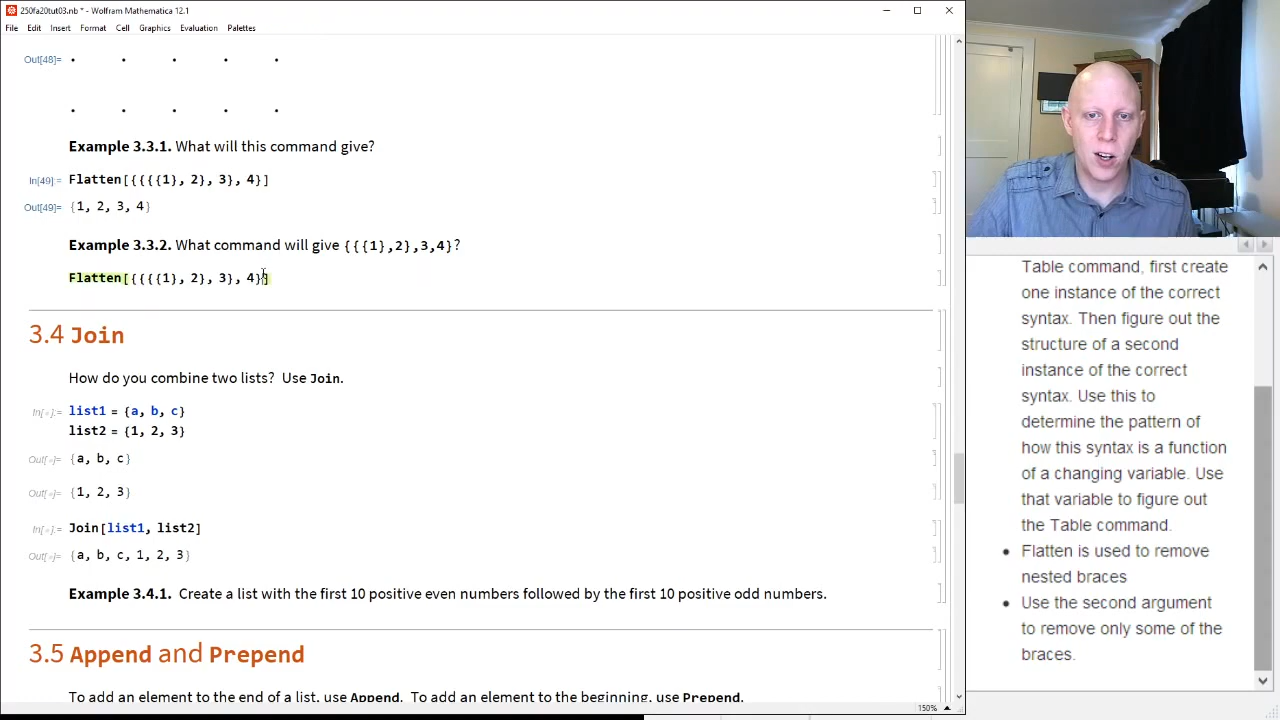 250fa20tut03.nb * - Wolfram Mathematica 12.1
File Edit Insert Format Cell Graphics Evaluation Palettes
Out[48]=
Example 3.3.1. What will this command give?
In[49]:= Flatten[{{{{1}, 2}, 3}, 4}]
Out[49]= {1, 2, 3, 4}
Example 3.3.2. What command will give {{{1},2},3,4}?
Flatten[{{{{1}, 2}, 3}, 4}]
3.4 Join
How do you combine two lists? Use Join.
In[•]:= list1 = {a, b, c}
list2 = {1, 2, 3}
Out[•]= {a, b, c}
Out[•]= {1, 2, 3}
In[•]:= Join[list1, list2]
Out[•]= {a, b, c, 1, 2, 3}
Example 3.4.1. Create a list with the first 10 positive even numbers followed by the first 10 positive odd numbers.
3.5 Append and Prepend
To add an element to the end of a list, use Append. To add an element to the beginning, use Prepend.
150%
Table command, first create
one instance of the correct
syntax. Then figure out the
structure of a second
instance of the correct
syntax. Use this to
determine the pattern of
how this syntax is a function
of a changing variable. Use
that variable to figure out
the Table command.
• Flatten is used to remove
nested braces
• Use the second argument
to remove only some of the
braces.